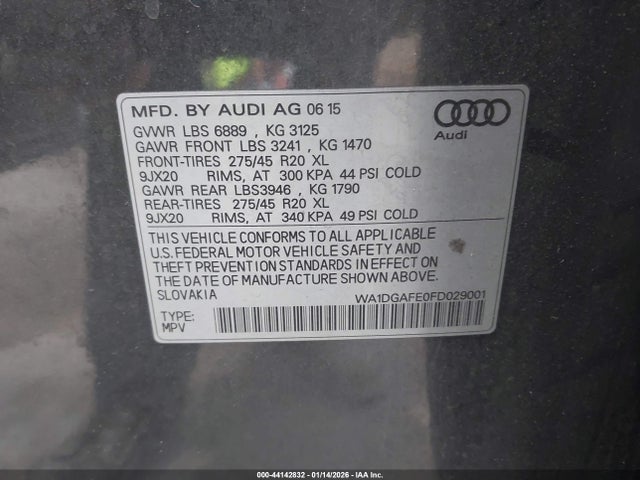 MFD. BY AUDI AG 06 15
GVWR LBS 6889 , KG 3125
GAWR FRONT LBS 3241 , KG 1470
FRONT-TIRES 275/45 R20 XL
9JX20 RIMS, AT 300 KPA 44 PSI COLD
GAWR REAR LBS3946 , KG 1790
REAR-TIRES 275/45 R20 XL
9JX20 RIMS, AT 340 KPA 49 PSI COLD
Audi
THIS VEHICLE CONFORMS TO ALL APPLICABLE
U.S. FEDERAL MOTOR VEHICLE SAFETY AND
THEFT PREVENTION STANDARDS IN EFFECT ON
THE DATE OF MANUFACTURE SHOWN ABOVE.
SLOVAKIA WA1DGAFE0FD029001
TYPE:
MPV
000-44142832 - 01/14/2026 - IAA Inc.